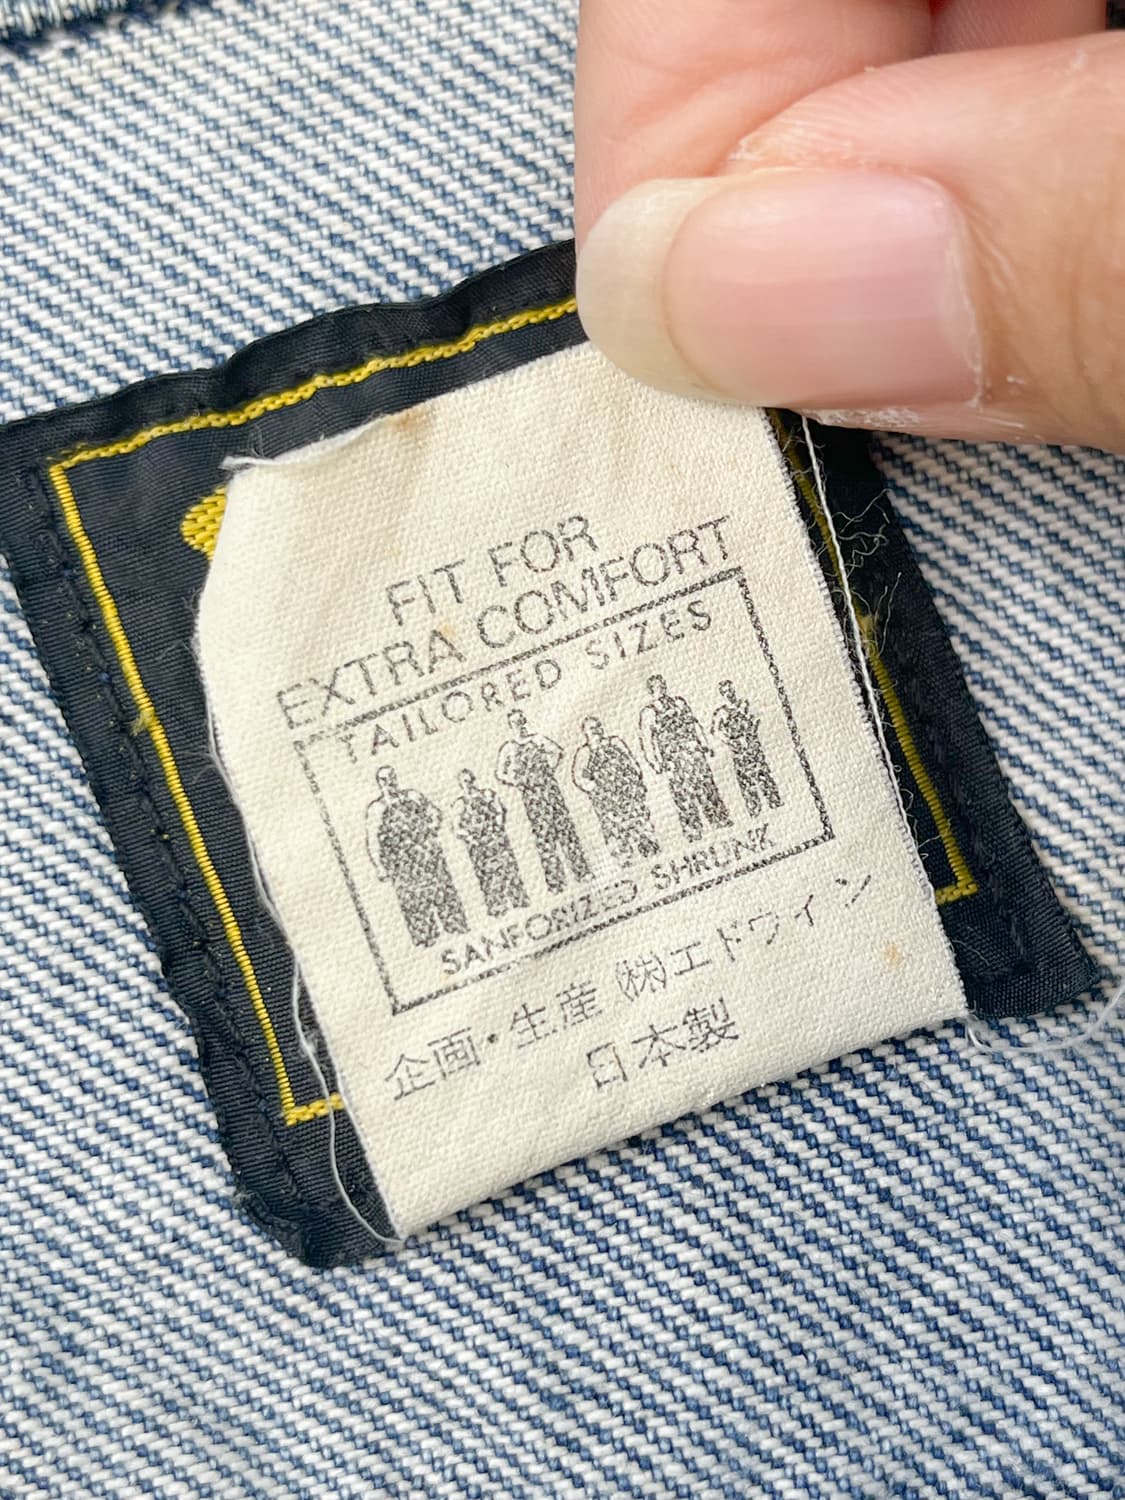 FIT FOR
EXTRA COMFORT
TAILORED SIZES
SANFORIZED SHRUNK
企画・生産 ㈱エドウィン
日本製